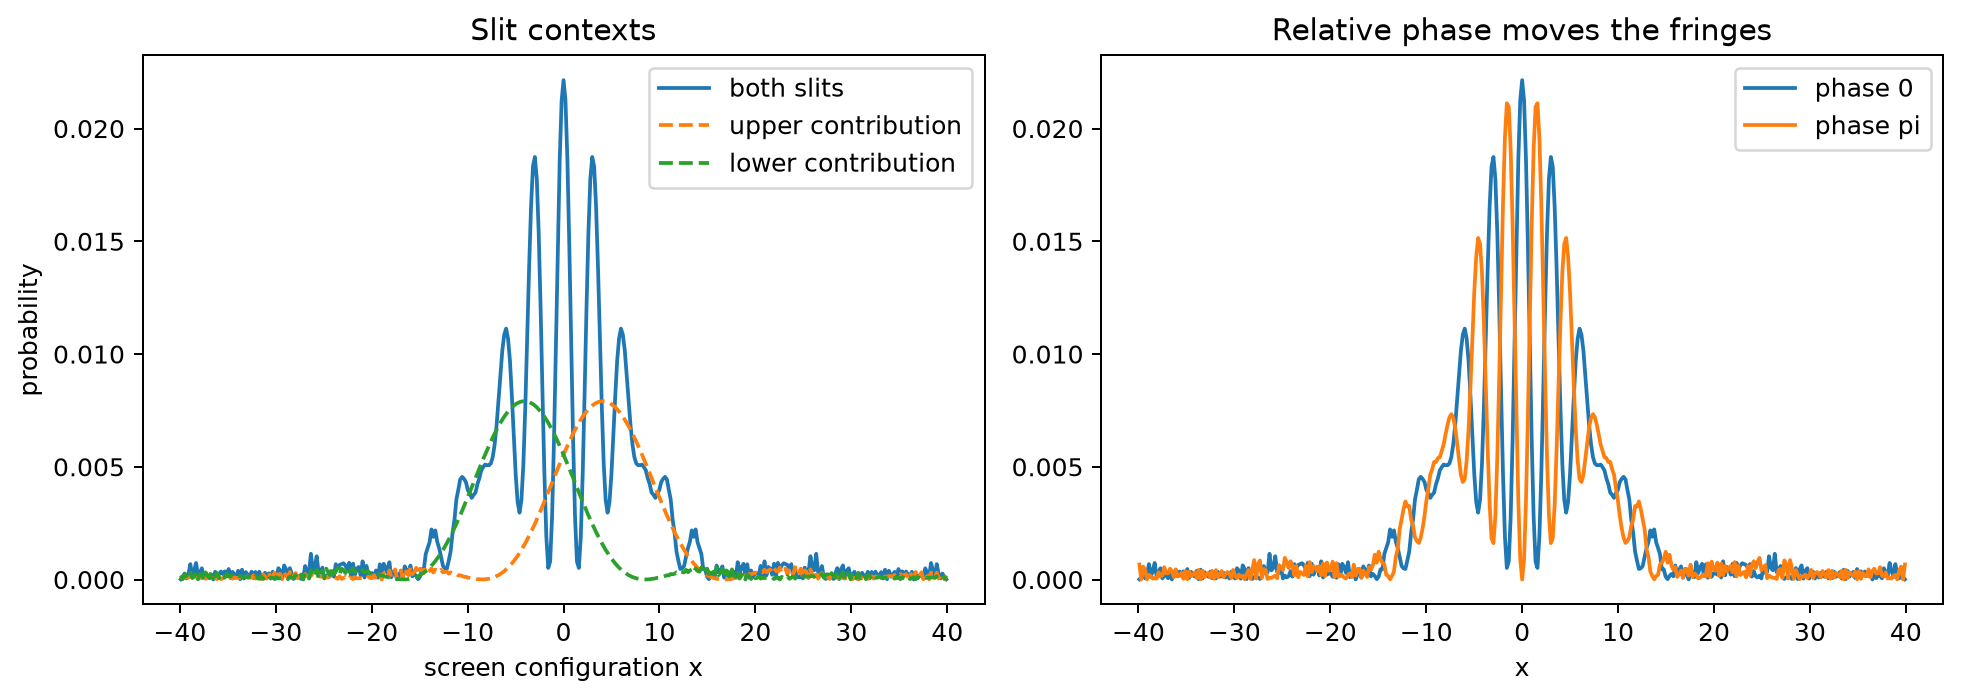 Slit contexts
both slits
upper contribution
lower contribution
probability
0.020
0.015
0.010
0.005
0.000
−40 −30 −20 −10 0 10 20 30 40
screen configuration x
Relative phase moves the fringes
phase 0
phase pi
0.020
0.015
0.010
0.005
0.000
−40 −30 −20 −10 0 10 20 30 40
x